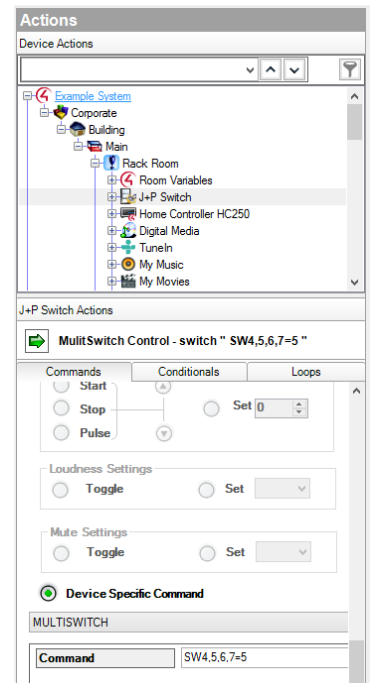 Actions
Device Actions
Example System
Corporate
Building
Main
Rack Room
Room Variables
J+P Switch
Home Controller HC250
Digital Media
TuneIn
My Music
My Movies
J+P Switch Actions
MulitSwitch Control - switch " SW4,5,6,7=5 "
Commands Conditionals Loops
Start
Stop Set 0
Pulse
Loudness Settings
Toggle Set
Mute Settings
Toggle Set
Device Specific Command
MULTISWITCH
Command SW4,5,6,7=5